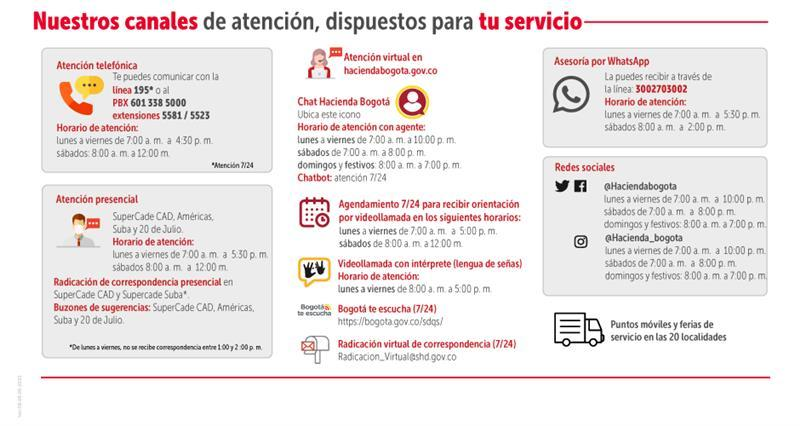 Nuestros canales de atención, dispuestos para tu servicio
Atención telefónica
Te puedes comunicar con la
línea 195* o al
PBX 601 338 5000
extensiones 5581 / 5523
Horario de atención:
lunes a viernes de 7:00 a. m. a 4:30 p. m.
sábados: 8:00 a. m. a 12:00 m.
*Atención 7/24
Atención presencial
SuperCade CAD, Américas,
Suba y 20 de Julio.
Horario de atención:
lunes a viernes de 7:00 a. m. a 5:30 p. m.
sábados 8:00 a. m. a 12:00 m.
Radicación de correspondencia presencial en
SuperCade CAD y Supercade Suba*.
Buzones de sugerencias: SuperCade CAD, Américas,
Suba y 20 de Julio.
*De lunes a viernes, no se recibe correspondencia entre 1:00 y 2:00 p. m.
Atención virtual en
haciendabogota.gov.co
Chat Hacienda Bogotá
Ubica este icono
Horario de atención con agente:
lunes a viernes de 7:00 a. m. a 10:00 p. m.
sábados de 7:00 a. m. a 8:00 p. m.
domingos y festivos: 8:00 a. m. a 7:00 p. m.
Chatbot: atención 7/24
Agendamiento 7/24 para recibir orientación
por videollamada en los siguientes horarios:
lunes a viernes de 7:00 a. m. a 5:00 p. m.
sábados de 8:00 a. m. a 12:00 m.
Videollamada con intérprete (lengua de señas)
Horario de atención:
lunes a viernes de 8:00 a. m. a 5:00 p. m.
Bogotá te escucha
Bogotá te escucha (7/24)
https://bogota.gov.co/sdqs/
Radicación virtual de correspondencia (7/24)
Radicacion_Virtual@shd.gov.co
Asesoría por WhatsApp
La puedes recibir a través de
la línea: 3002703002
Horario de atención:
lunes a viernes de 7:00 a. m. a 5:30 p. m.
sábado 8:00 a. m. a 2:00 p. m.
Redes sociales
@Haciendabogota
lunes a viernes de 7:00 a. m. a 10:00 p. m.
sábados de 7:00 a. m. a 8:00 p. m.
domingos y festivos: 8:00 a. m. a 7:00 p. m.
@Hacienda_bogota
lunes a viernes de 7:00 a. m. a 10:00 p. m.
sábados de 7:00 a. m. a 8:00 p. m.
domingos y festivos: 8:00 a. m. a 7:00 p. m.
Puntos móviles y ferias de
servicio en las 20 localidades